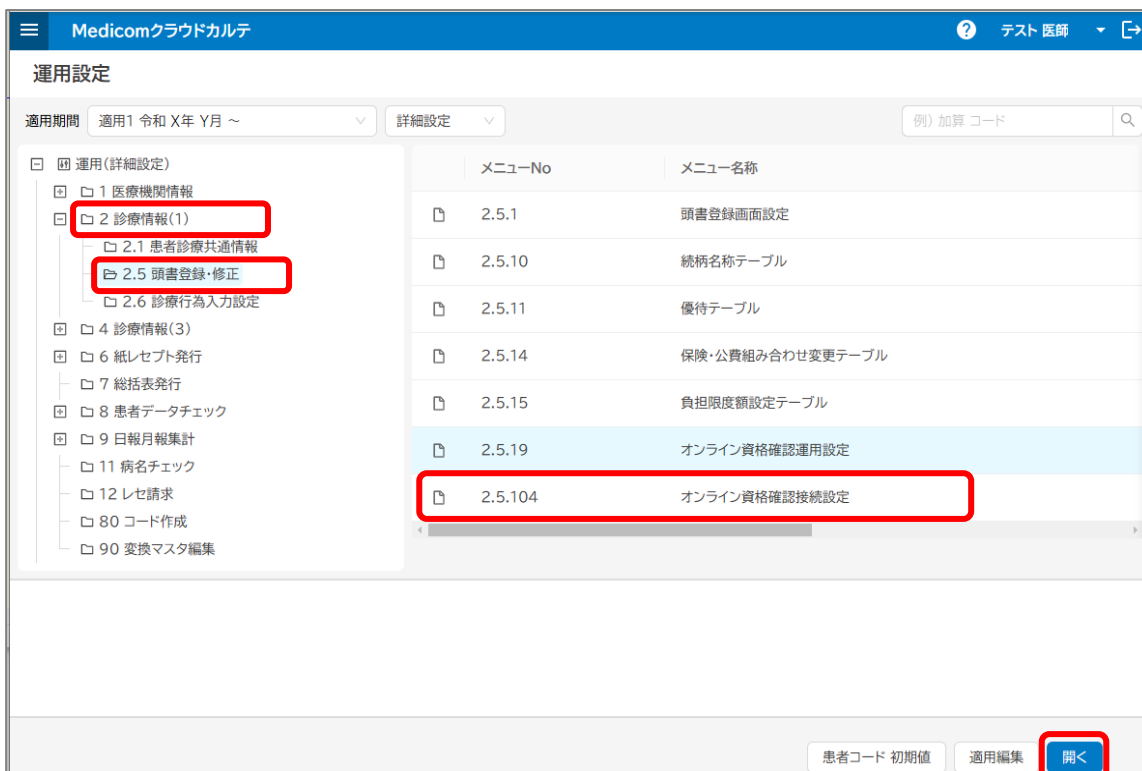 Medicomクラウドカルテ
? テスト 医師
運用設定
適用期間 適用1 令和 X年 Y月 ～ 詳細設定 例) 加算 コード
運用(詳細設定)
1 医療機関情報
2 診療情報(1)
2.1 患者診療共通情報
2.5 頭書登録・修正
2.6 診療行為入力設定
4 診療情報(3)
6 紙レセプト発行
7 総括表発行
8 患者データチェック
9 日報月報集計
11 病名チェック
12 レセ請求
80 コード作成
90 変換マスタ編集
メニューNo メニュー名称
2.5.1 頭書登録画面設定
2.5.10 続柄名称テーブル
2.5.11 優待テーブル
2.5.14 保険・公費組み合わせ変更テーブル
2.5.15 負担限度額設定テーブル
2.5.19 オンライン資格確認運用設定
2.5.104 オンライン資格確認接続設定
患者コード 初期値 適用編集 開く